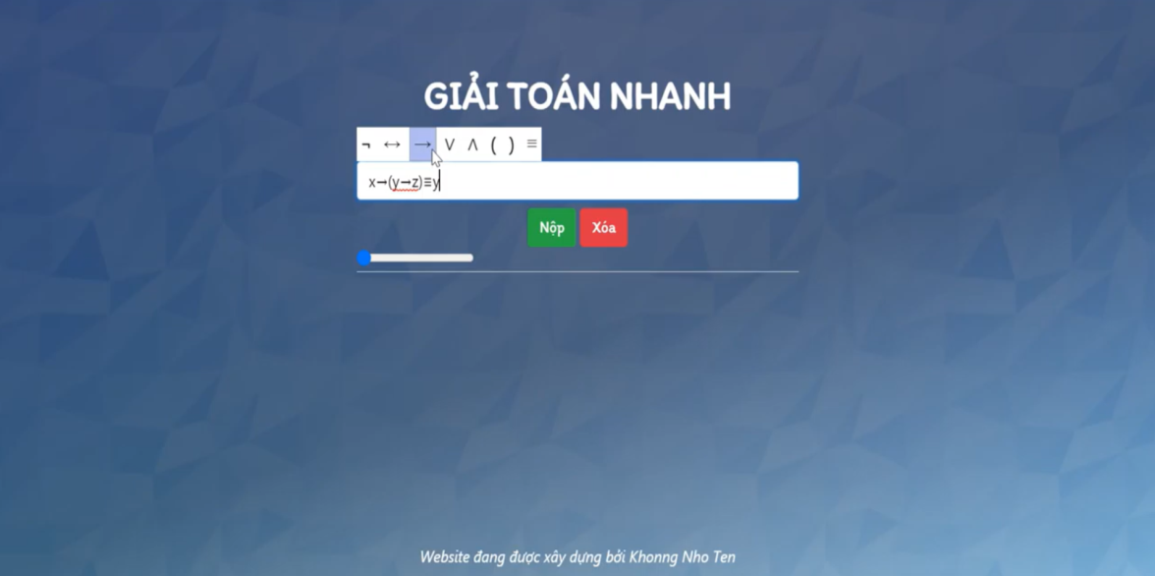 GIẢI TOÁN NHANH
¬ ↔ → ∨ ∧ ( ) ≡
x→(y→z)≡y
Nộp Xóa
Website đang được xây dựng bởi Khonng Nho Ten